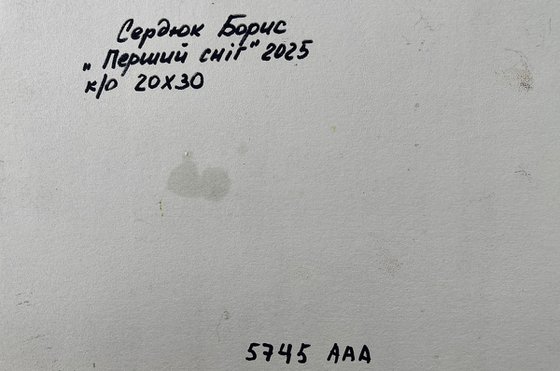 Сердюк Борис
„Перший сніг" 2025
к/о 20х30
5745 AAA